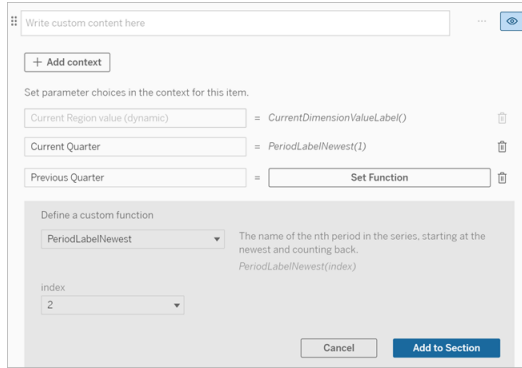 Write custom content here
+ Add context
Set parameter choices in the context for this item.
Current Region value (dynamic) = CurrentDimensionValueLabel()
Current Quarter = PeriodLabelNewest(1)
Previous Quarter = Set Function
Define a custom function
PeriodLabelNewest
The name of the nth period in the series, starting at the
newest and counting back.
PeriodLabelNewest(index)
index
2
Cancel Add to Section